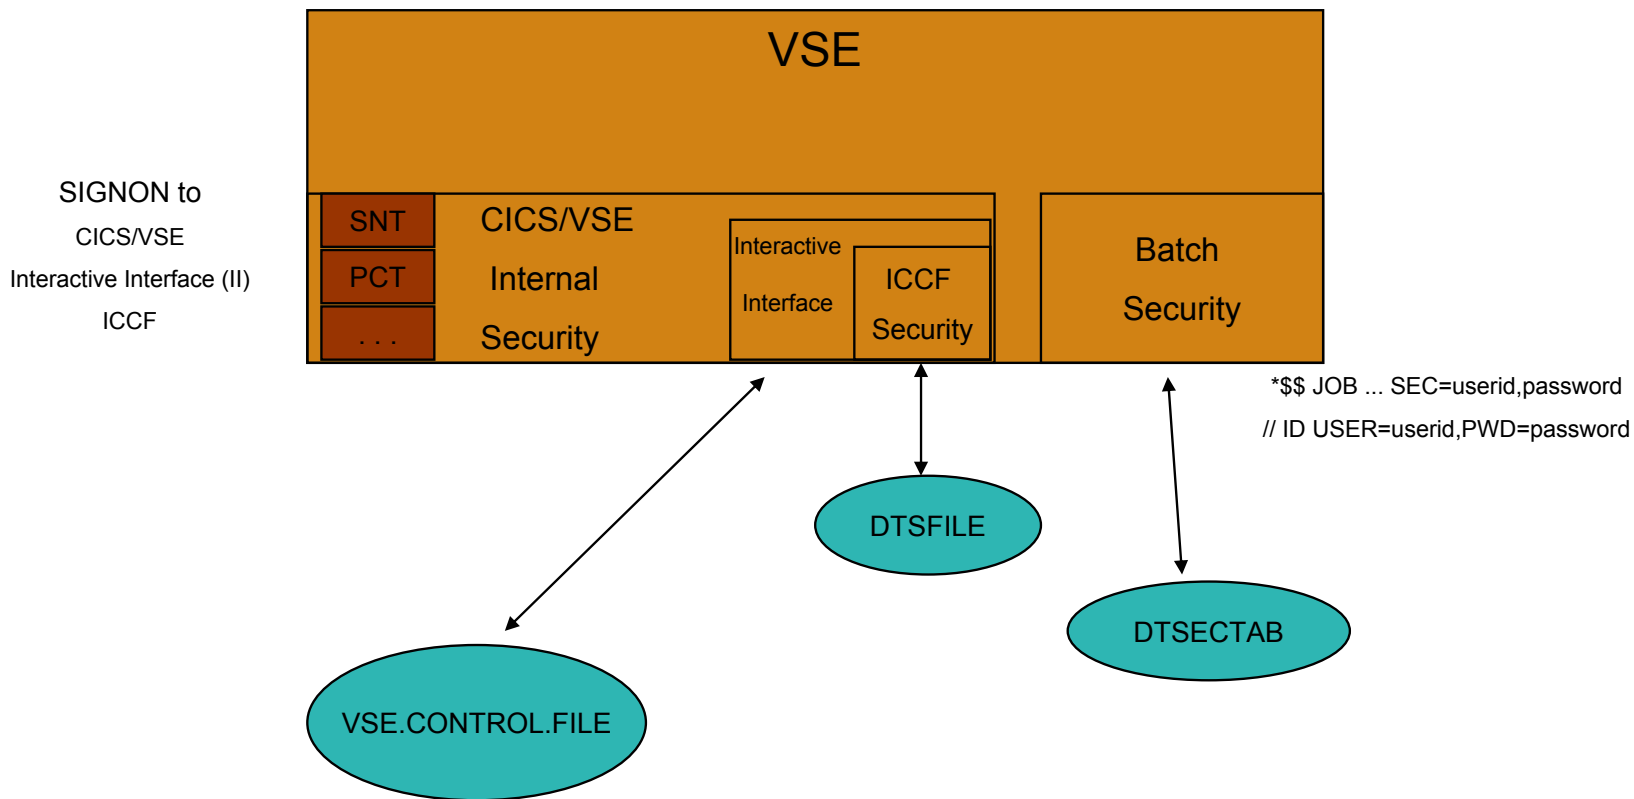 VSE
SIGNON to
CICS/VSE
Interactive Interface (II)
ICCF
SNT
PCT
. . .
CICS/VSE
Internal
Security
Interactive
Interface
ICCF
Security
Batch
Security
*$$ JOB ... SEC=userid,password
// ID USER=userid,PWD=password
DTSFILE
DTSECTAB
VSE.CONTROL.FILE